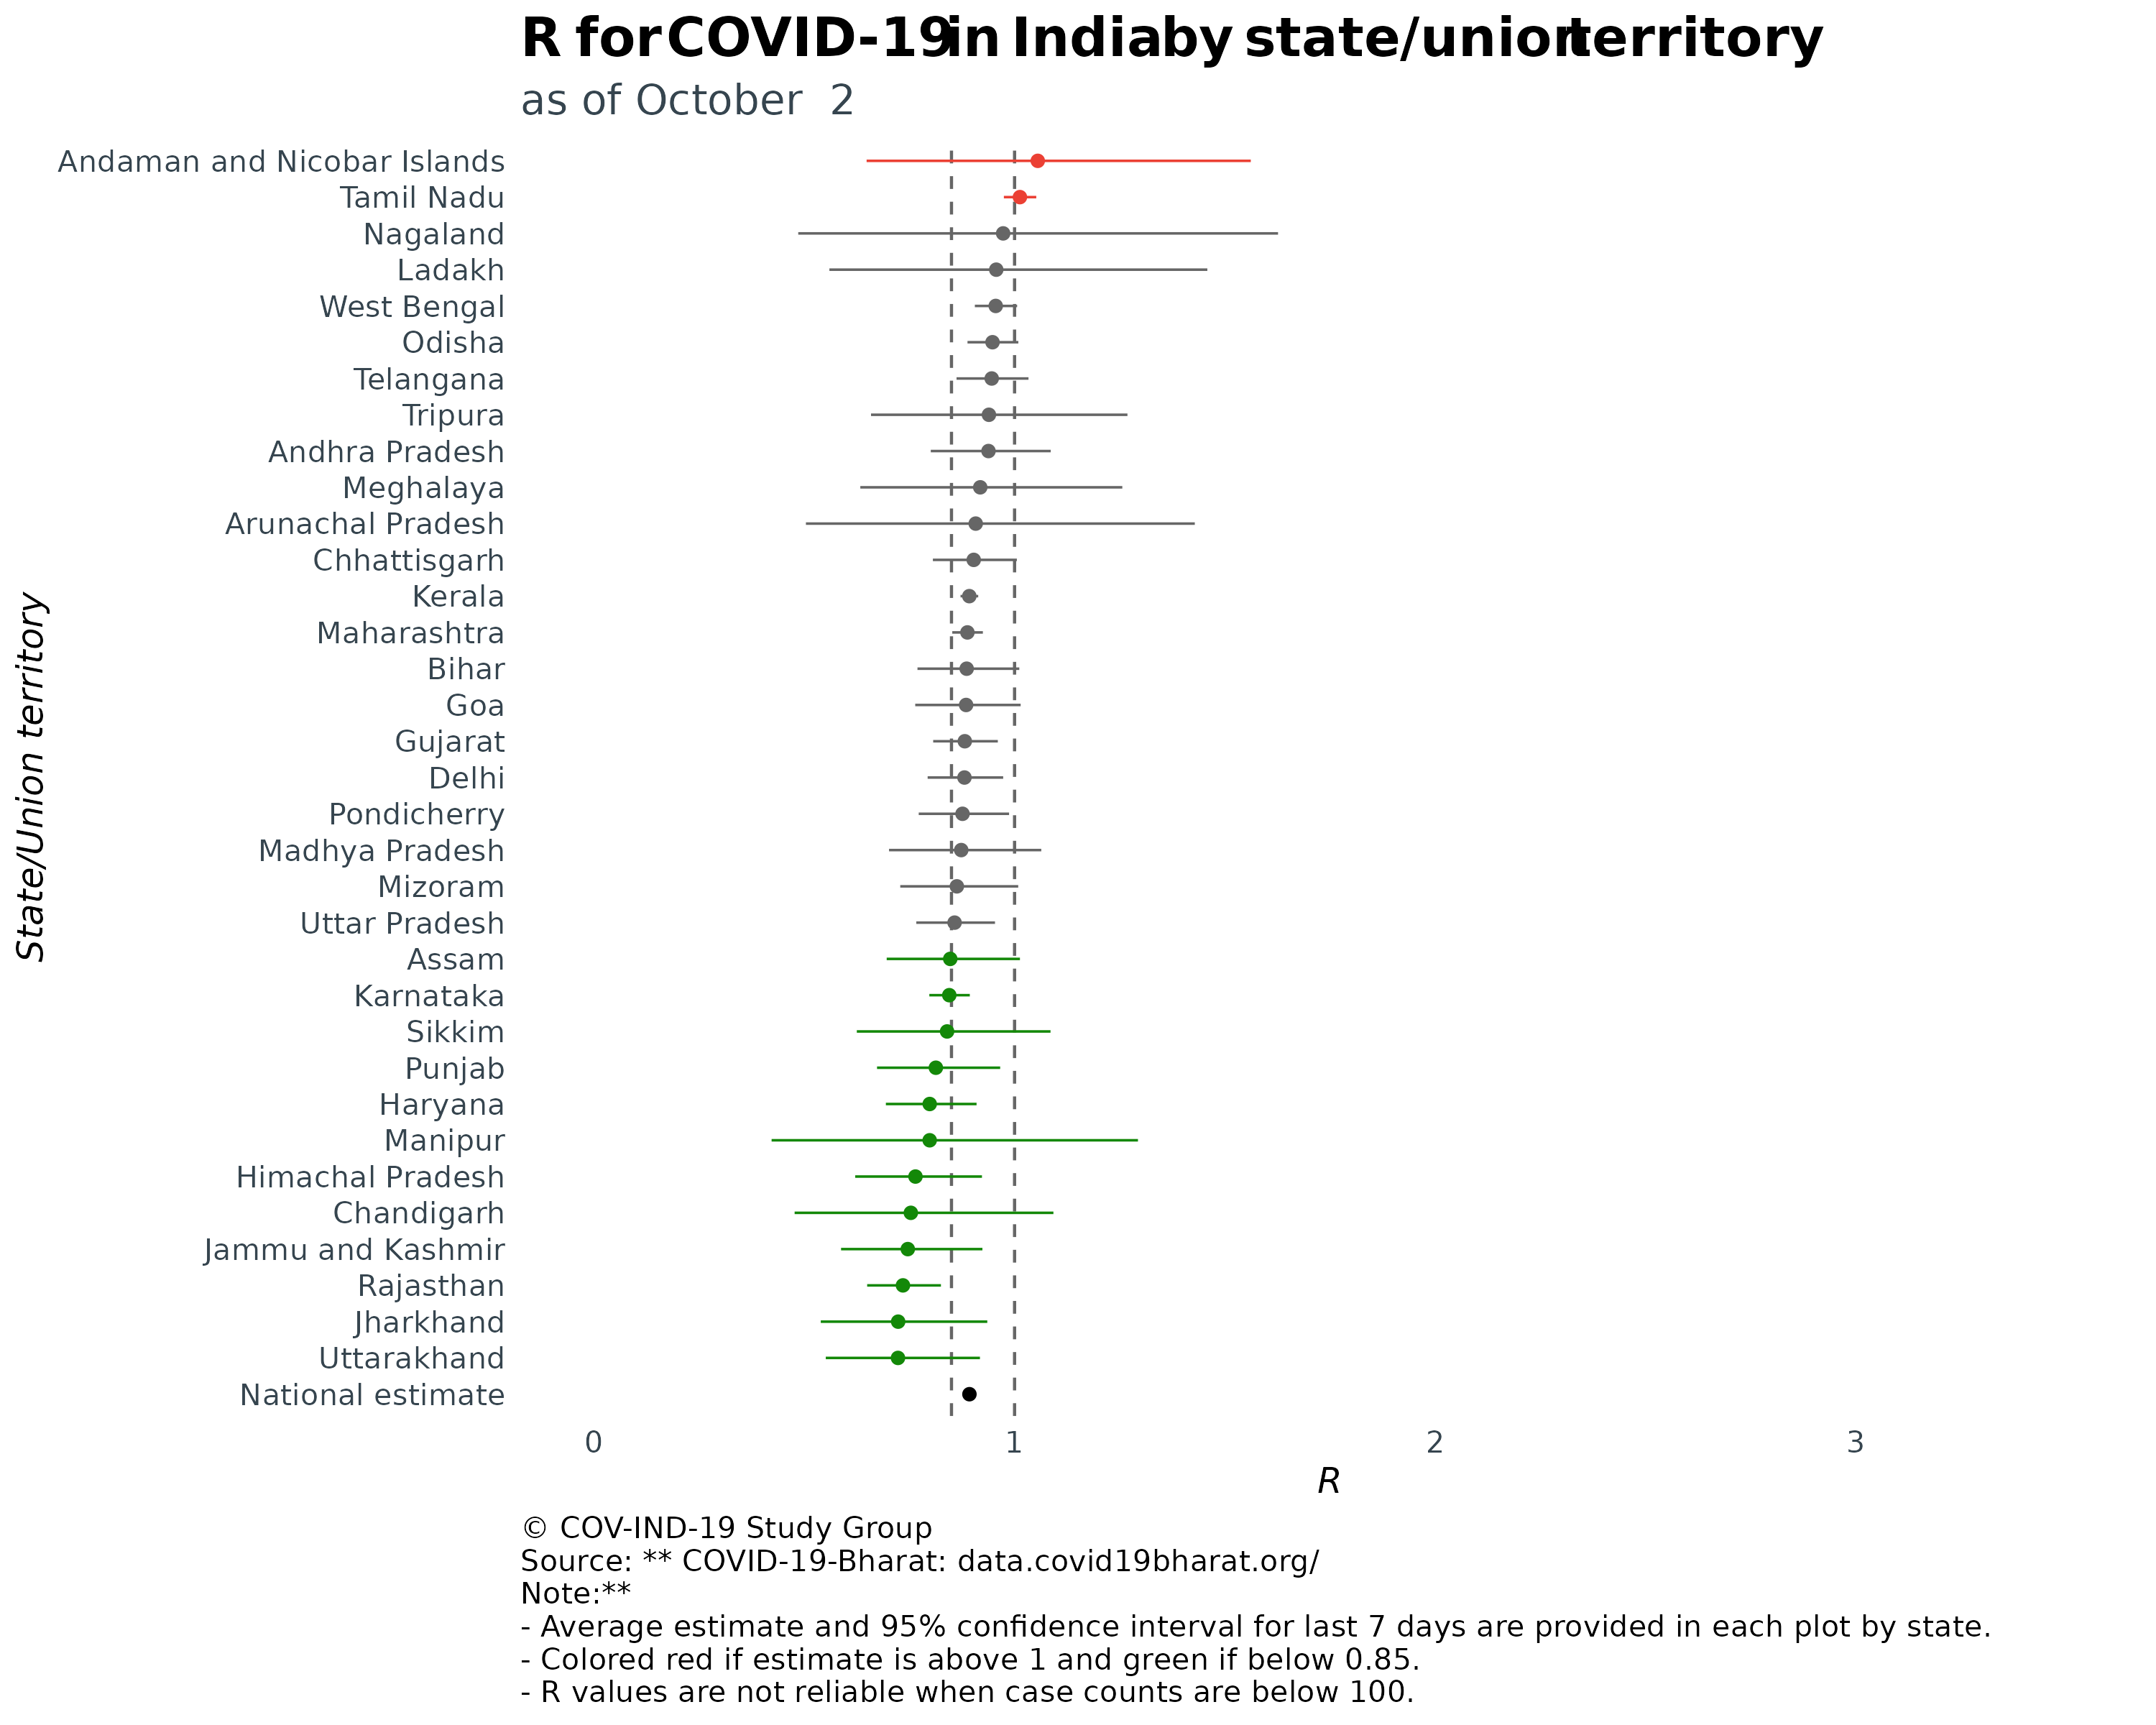 R for COVID-19 in India by state/union territory
as of October 2
Andaman and Nicobar Islands
Tamil Nadu
Nagaland
Ladakh
West Bengal
Odisha
Telangana
Tripura
Andhra Pradesh
Meghalaya
Arunachal Pradesh
Chhattisgarh
Kerala
Maharashtra
Bihar
Goa
Gujarat
Delhi
Pondicherry
Madhya Pradesh
Mizoram
Uttar Pradesh
Assam
Karnataka
Sikkim
Punjab
Haryana
Manipur
Himachal Pradesh
Chandigarh
Jammu and Kashmir
Rajasthan
Jharkhand
Uttarakhand
National estimate
State/Union territory
0 1 2 3
R
© COV-IND-19 Study Group
Source: ** COVID-19-Bharat: data.covid19bharat.org/
Note:**
- Average estimate and 95% confidence interval for last 7 days are provided in each plot by state.
- Colored red if estimate is above 1 and green if below 0.85.
- R values are not reliable when case counts are below 100.